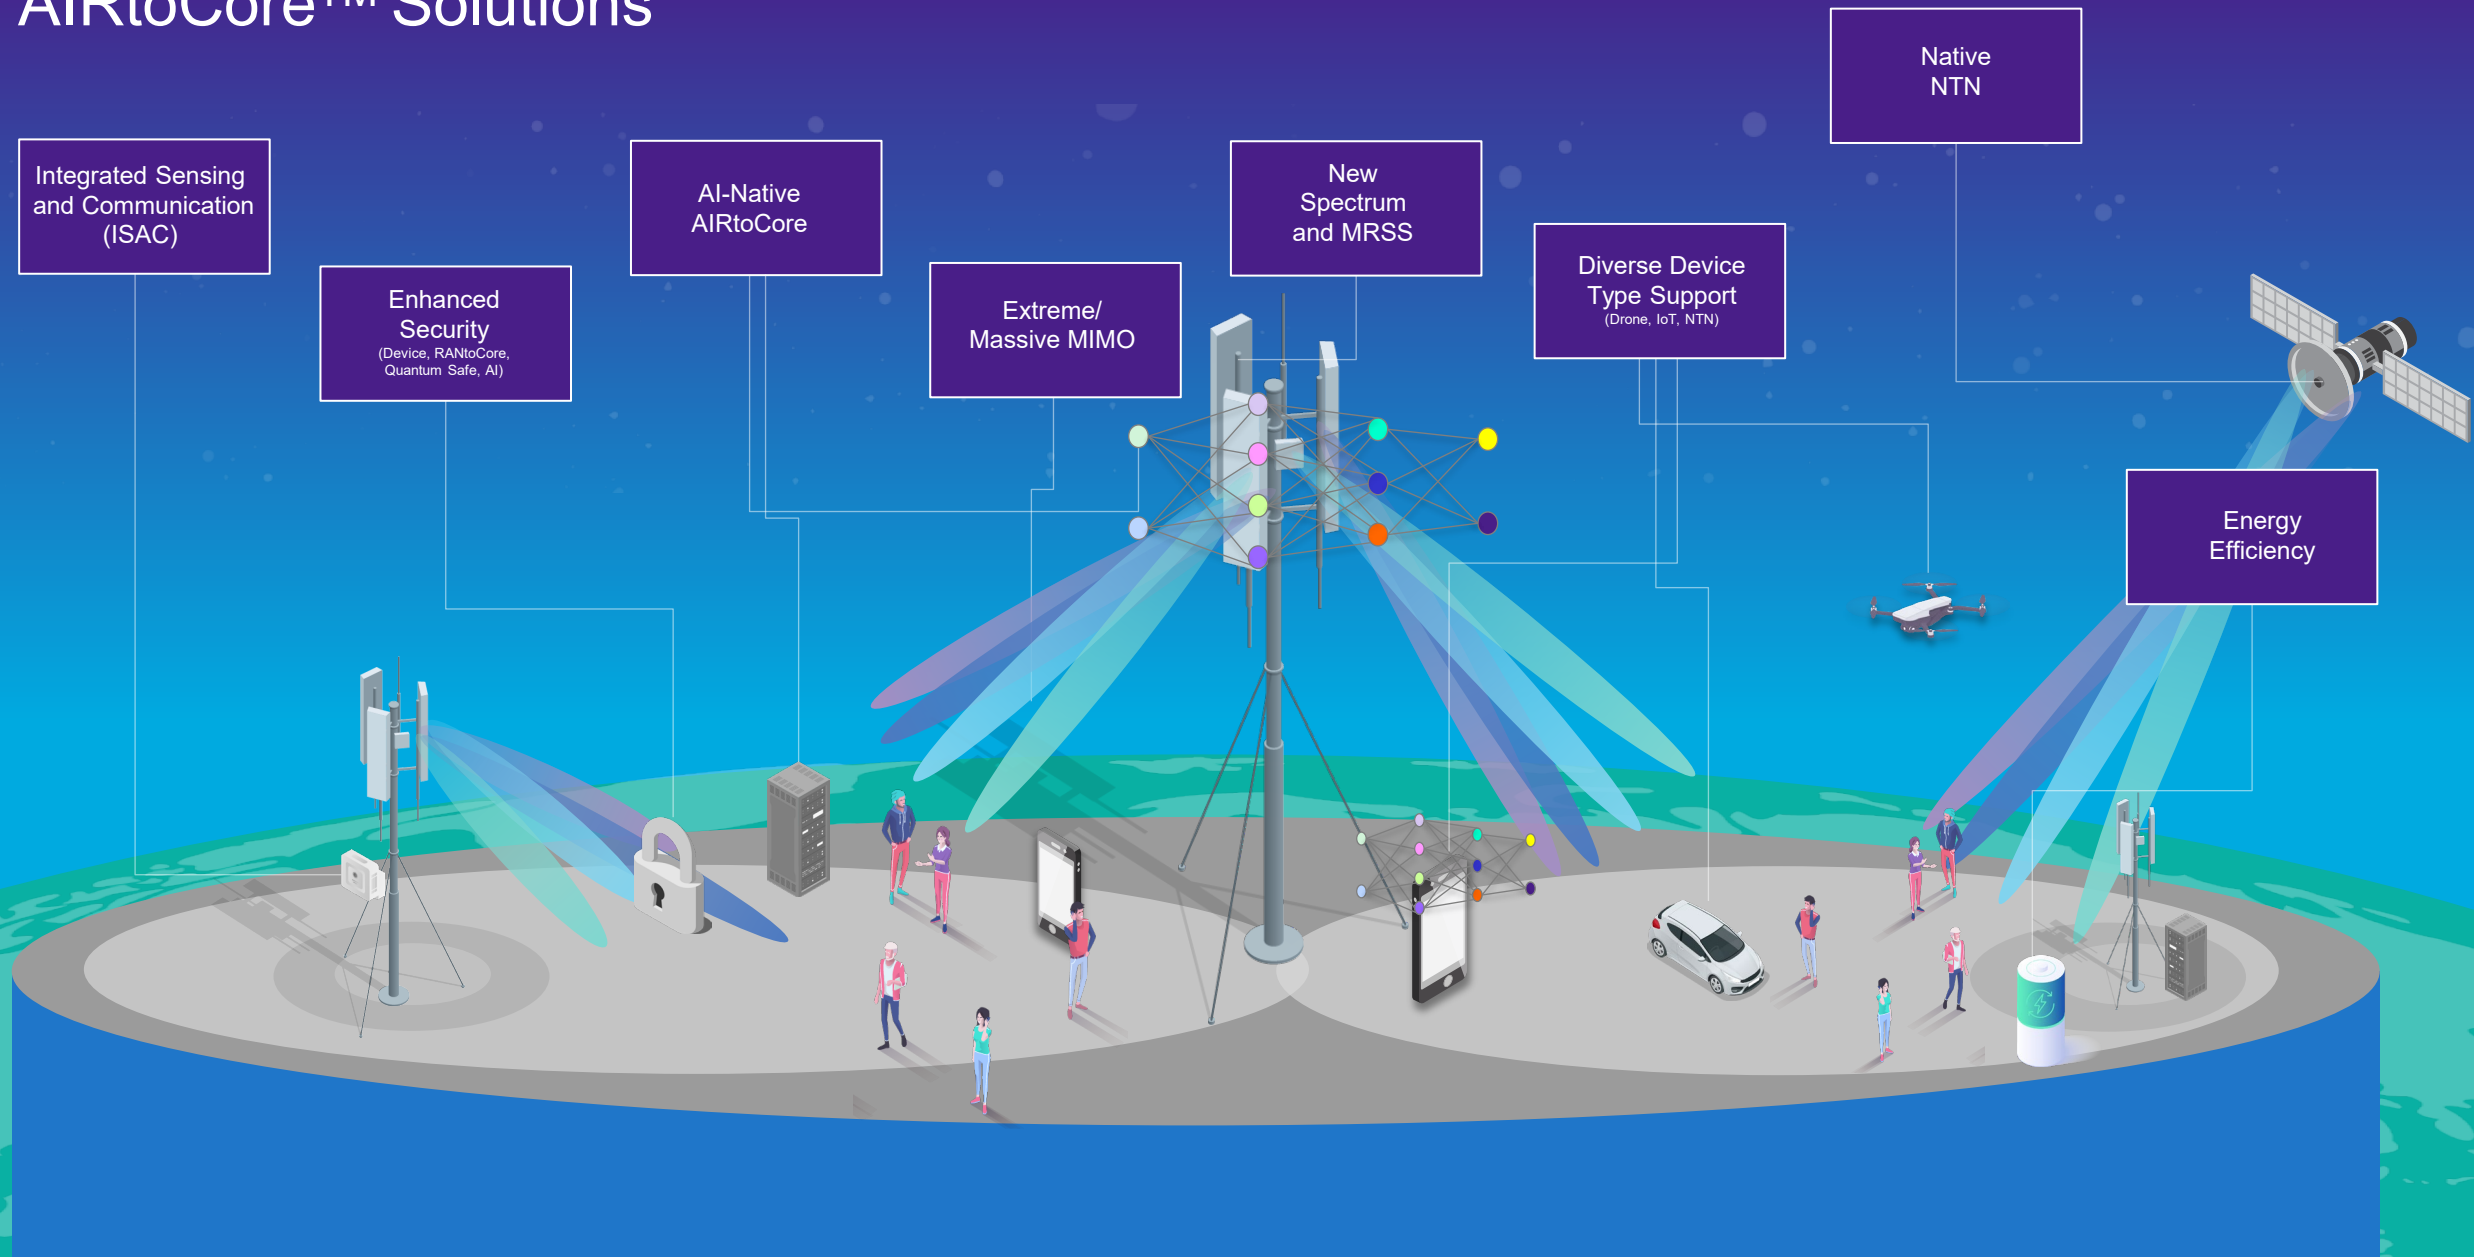 AIRtoCore™ Solutions
Native
NTN
Integrated Sensing
and Communication
(ISAC)
AI-Native
AIRtoCore
New
Spectrum
and MRSS
Enhanced
Security
(Device, RANtoCore,
Quantum Safe, AI)
Extreme/
Massive MIMO
Diverse Device
Type Support
(Drone, IoT, NTN)
Energy
Efficiency